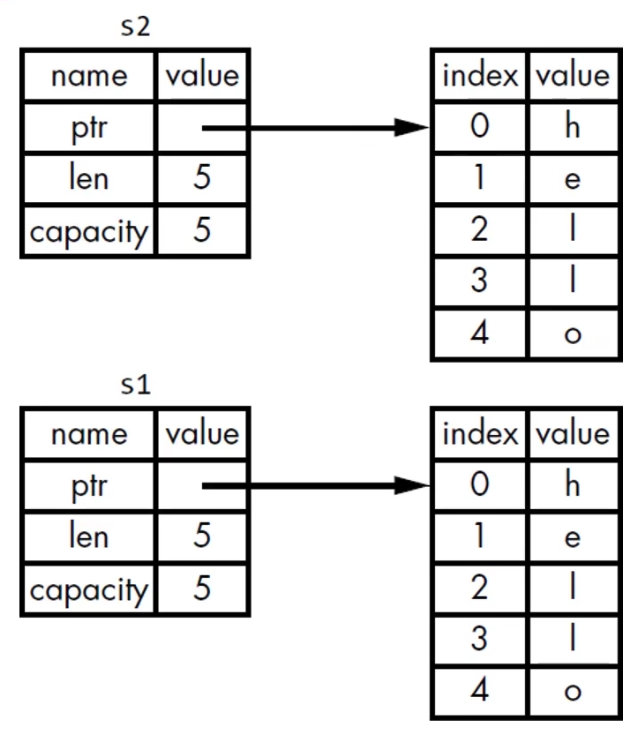 s2
name value
ptr
len 5
capacity 5
index value
0 h
1 e
2 l
3 l
4 o
s1
name value
ptr
len 5
capacity 5
index value
0 h
1 e
2 l
3 l
4 o